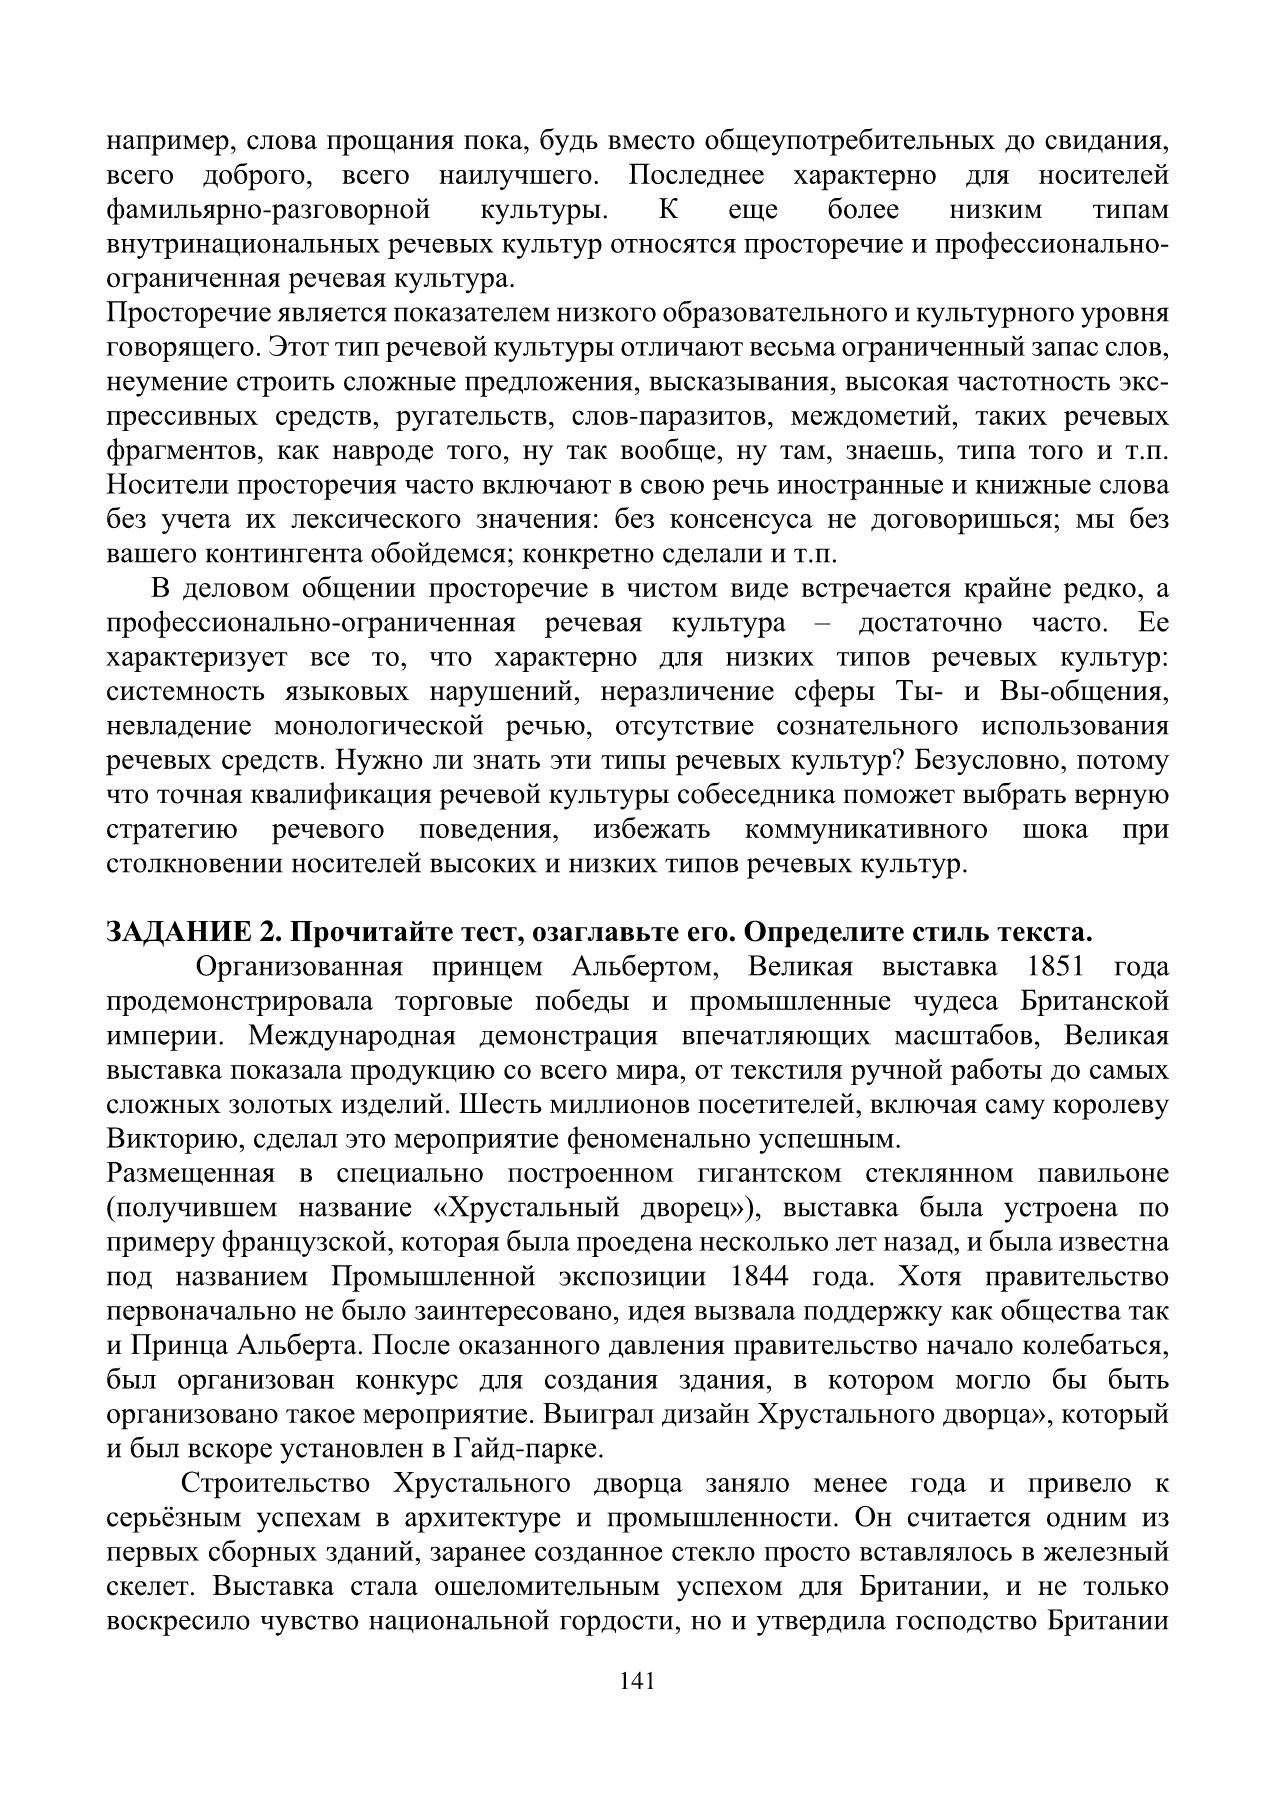 например, слова прощания пока, будь вместо общеупотребительных до свидания,
всего доброго, всего наилучшего. Последнее характерно для носителей
фамильярно-разговорной культуры. К еще более низким типам
внутринациональных речевых культур относятся просторечие и профессионально-
ограниченная речевая культура.
Просторечие является показателем низкого образовательного и культурного уровня
говорящего. Этот тип речевой культуры отличают весьма ограниченный запас слов,
неумение строить сложные предложения, высказывания, высокая частотность экс-
прессивных средств, ругательств, слов-паразитов, междометий, таких речевых
фрагментов, как навроде того, ну так вообще, ну там, знаешь, типа того и т.п.
Носители просторечия часто включают в свою речь иностранные и книжные слова
без учета их лексического значения: без консенсуса не договоришься; мы без
вашего контингента обойдемся; конкретно сделали и т.п.
В деловом общении просторечие в чистом виде встречается крайне редко, а
профессионально-ограниченная речевая культура – достаточно часто. Ее
характеризует все то, что характерно для низких типов речевых культур:
системность языковых нарушений, неразличение сферы Ты- и Вы-общения,
невладение монологической речью, отсутствие сознательного использования
речевых средств. Нужно ли знать эти типы речевых культур? Безусловно, потому
что точная квалификация речевой культуры собеседника поможет выбрать верную
стратегию речевого поведения, избежать коммуникативного шока при
столкновении носителей высоких и низких типов речевых культур.
ЗАДАНИЕ 2. Прочитайте тест, озаглавьте его. Определите стиль текста.
Организованная принцем Альбертом, Великая выставка 1851 года
продемонстрировала торговые победы и промышленные чудеса Британской
империи. Международная демонстрация впечатляющих масштабов, Великая
выставка показала продукцию со всего мира, от текстиля ручной работы до самых
сложных золотых изделий. Шесть миллионов посетителей, включая саму королеву
Викторию, сделал это мероприятие феноменально успешным.
Размещенная в специально построенном гигантском стеклянном павильоне
(получившем название «Хрустальный дворец»), выставка была устроена по
примеру французской, которая была проедена несколько лет назад, и была известна
под названием Промышленной экспозиции 1844 года. Хотя правительство
первоначально не было заинтересовано, идея вызвала поддержку как общества так
и Принца Альберта. После оказанного давления правительство начало колебаться,
был организован конкурс для создания здания, в котором могло бы быть
организовано такое мероприятие. Выиграл дизайн Хрустального дворца», который
и был вскоре установлен в Гайд-парке.
Строительство Хрустального дворца заняло менее года и привело к
серьёзным успехам в архитектуре и промышленности. Он считается одним из
первых сборных зданий, заранее созданное стекло просто вставлялось в железный
скелет. Выставка стала ошеломительным успехом для Британии, и не только
воскресило чувство национальной гордости, но и утвердила господство Британии
141